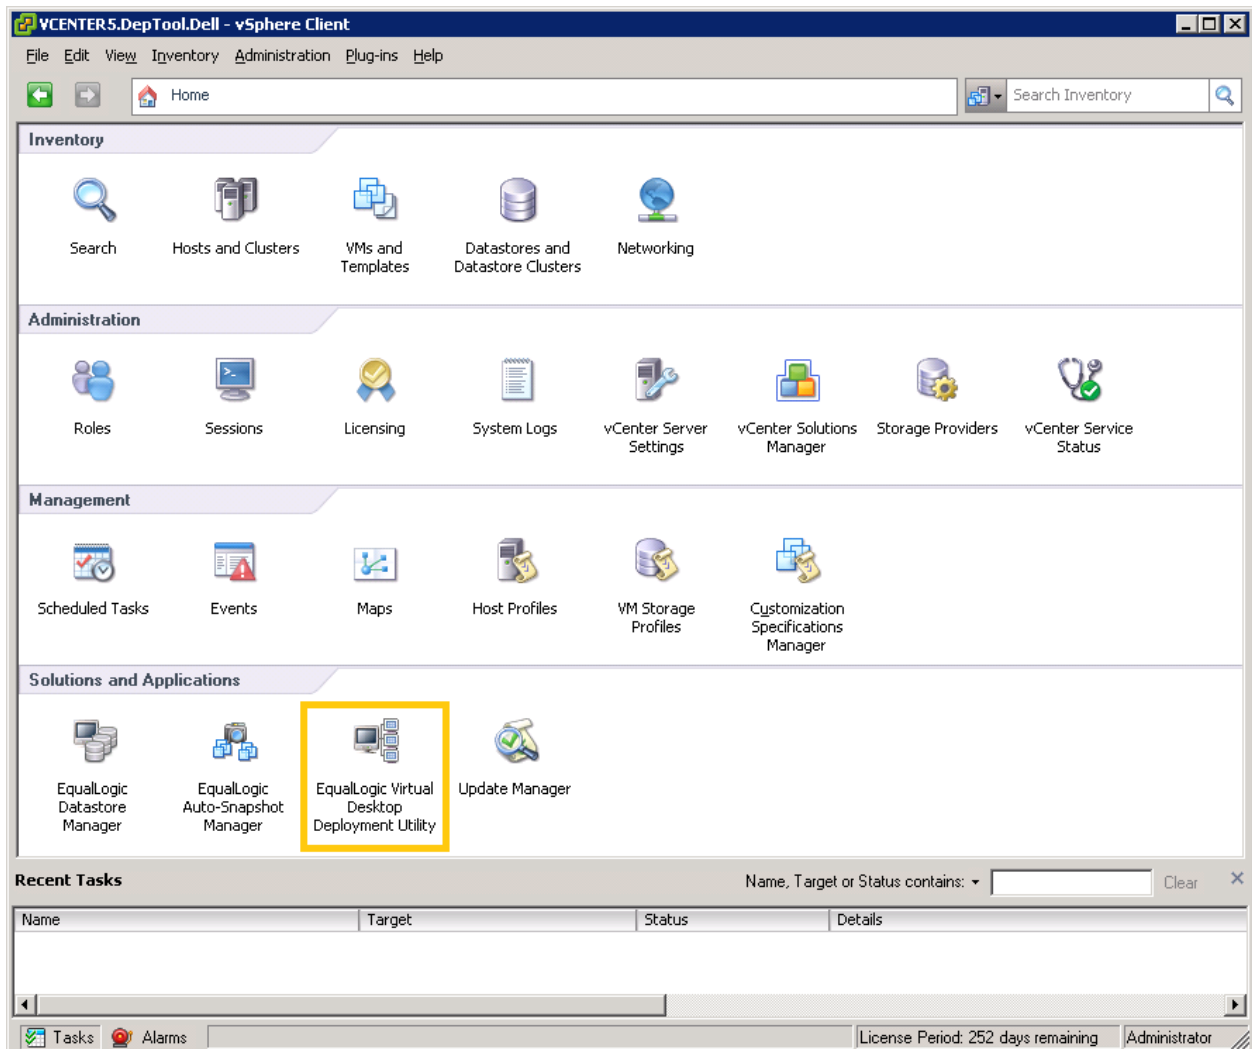 VCENTER5.DepTool.Dell - vSphere Client
File Edit View Inventory Administration Plug-ins Help
Home
Search Inventory
Inventory
Search
Hosts and Clusters
VMs and
Templates
Datastores and
Datastore Clusters
Networking
Administration
Roles
Sessions
Licensing
System Logs
vCenter Server
Settings
vCenter Solutions
Manager
Storage Providers
vCenter Service
Status
Management
Scheduled Tasks
Events
Maps
Host Profiles
VM Storage
Profiles
Customization
Specifications
Manager
Solutions and Applications
EqualLogic
Datastore
Manager
EqualLogic
Auto-Snapshot
Manager
EqualLogic Virtual
Desktop
Deployment Utility
Update Manager
Recent Tasks
Name, Target or Status contains:
Clear
Name Target Status Details
Tasks Alarms License Period: 252 days remaining Administrator